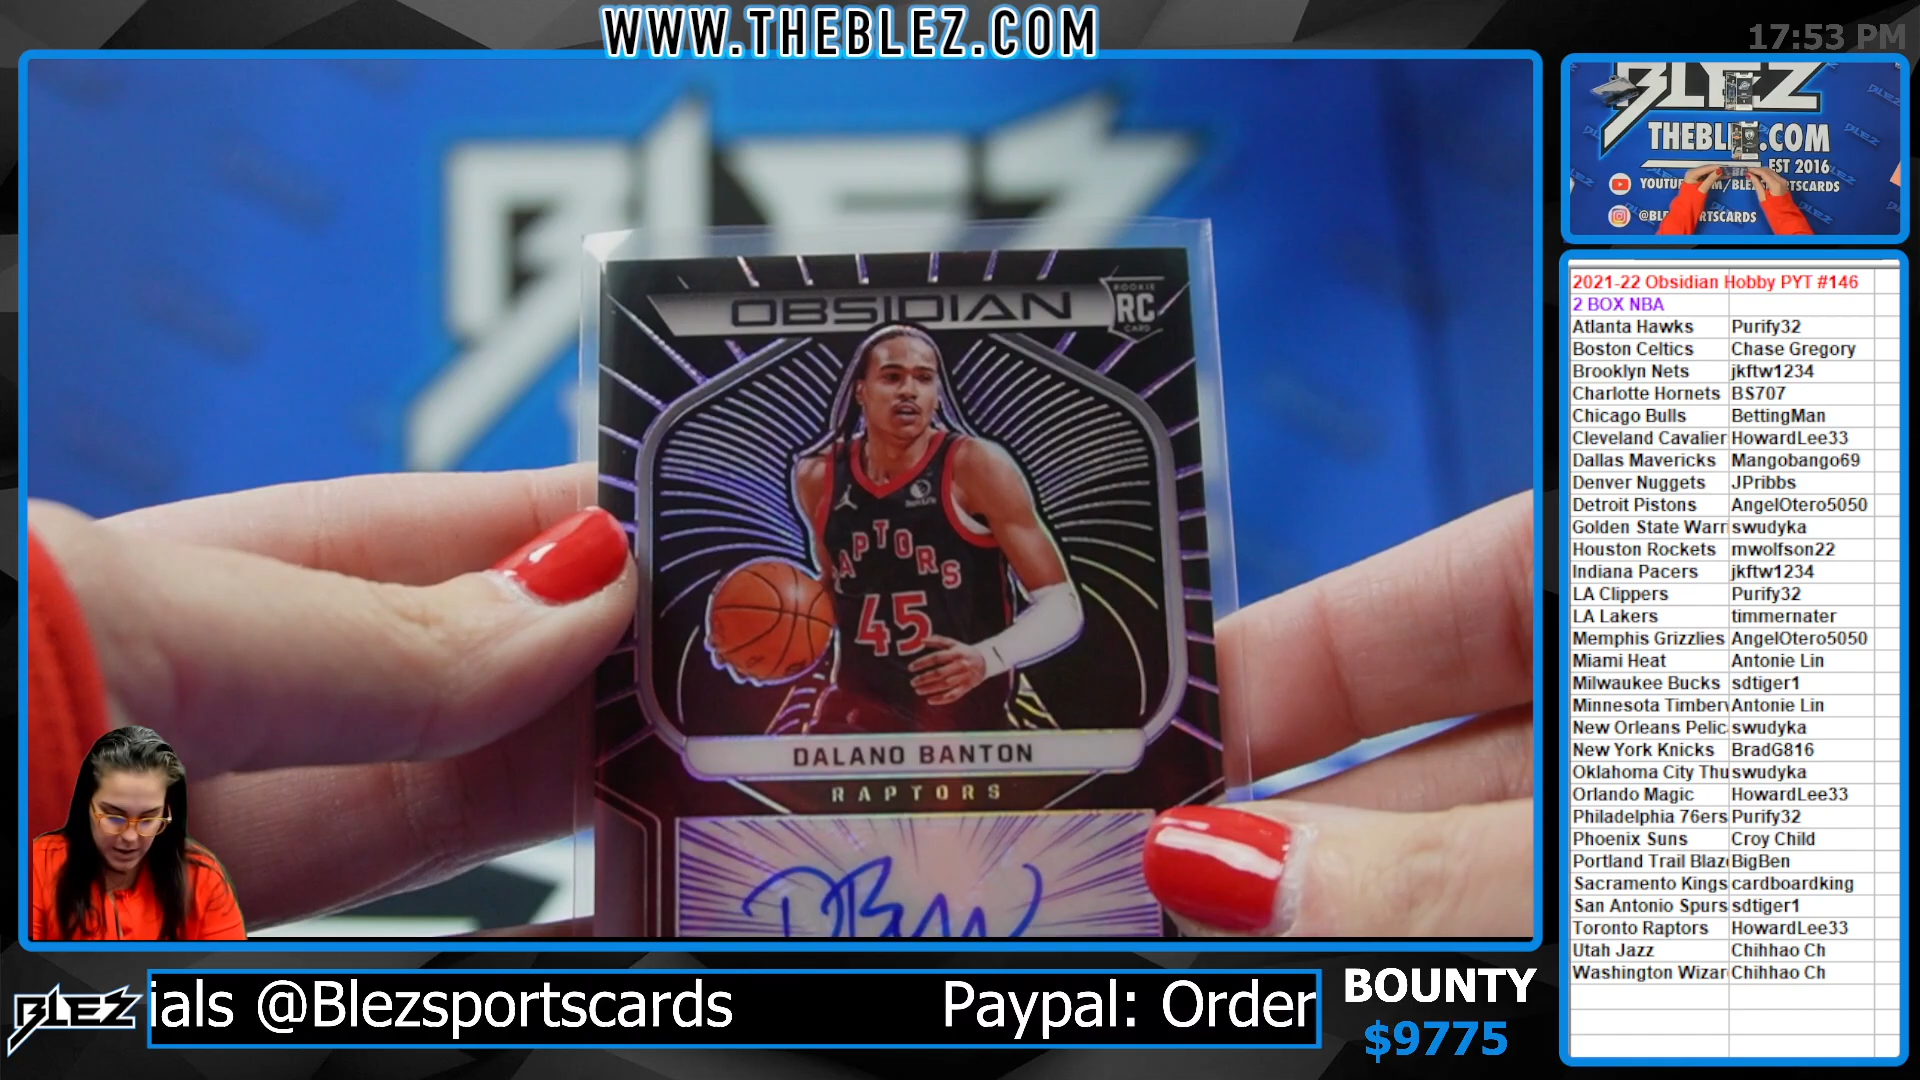 WWW.THEBLEZ.COM
17:53 PM
BLEZ
OBSIDIAN
ROOKIE
RC
CARD
RAPTORS
45
DALANO BANTON
RAPTORS
BLEZ
THEBL .COM
EST 2016
2021-22 Obsidian Hobby PYT #146
2 BOX NBA
Atlanta Hawks Purify32
Boston Celtics Chase Gregory
Brooklyn Nets jkftw1234
Charlotte Hornets BS707
Chicago Bulls BettingMan
Cleveland Cavalier HowardLee33
Dallas Mavericks Mangobango69
Denver Nuggets JPribbs
Detroit Pistons AngelOtero5050
Golden State Warri swudyka
Houston Rockets mwolfson22
Indiana Pacers jkftw1234
LA Clippers Purify32
LA Lakers timmernater
Memphis Grizzlies AngelOtero5050
Miami Heat Antonie Lin
Milwaukee Bucks sdtiger1
Minnesota Timberv Antonie Lin
New Orleans Pelic swudyka
New York Knicks BradG816
Oklahoma City Thu swudyka
Orlando Magic HowardLee33
Philadelphia 76ers Purify32
Phoenix Suns Croy Child
Portland Trail Blaz BigBen
Sacramento Kings cardboardking
San Antonio Spurs sdtiger1
Toronto Raptors HowardLee33
Utah Jazz Chihhao Ch
Washington Wizar Chihhao Ch
BLEZ
ials @Blezsportscards Paypal: Order
BOUNTY
$9775